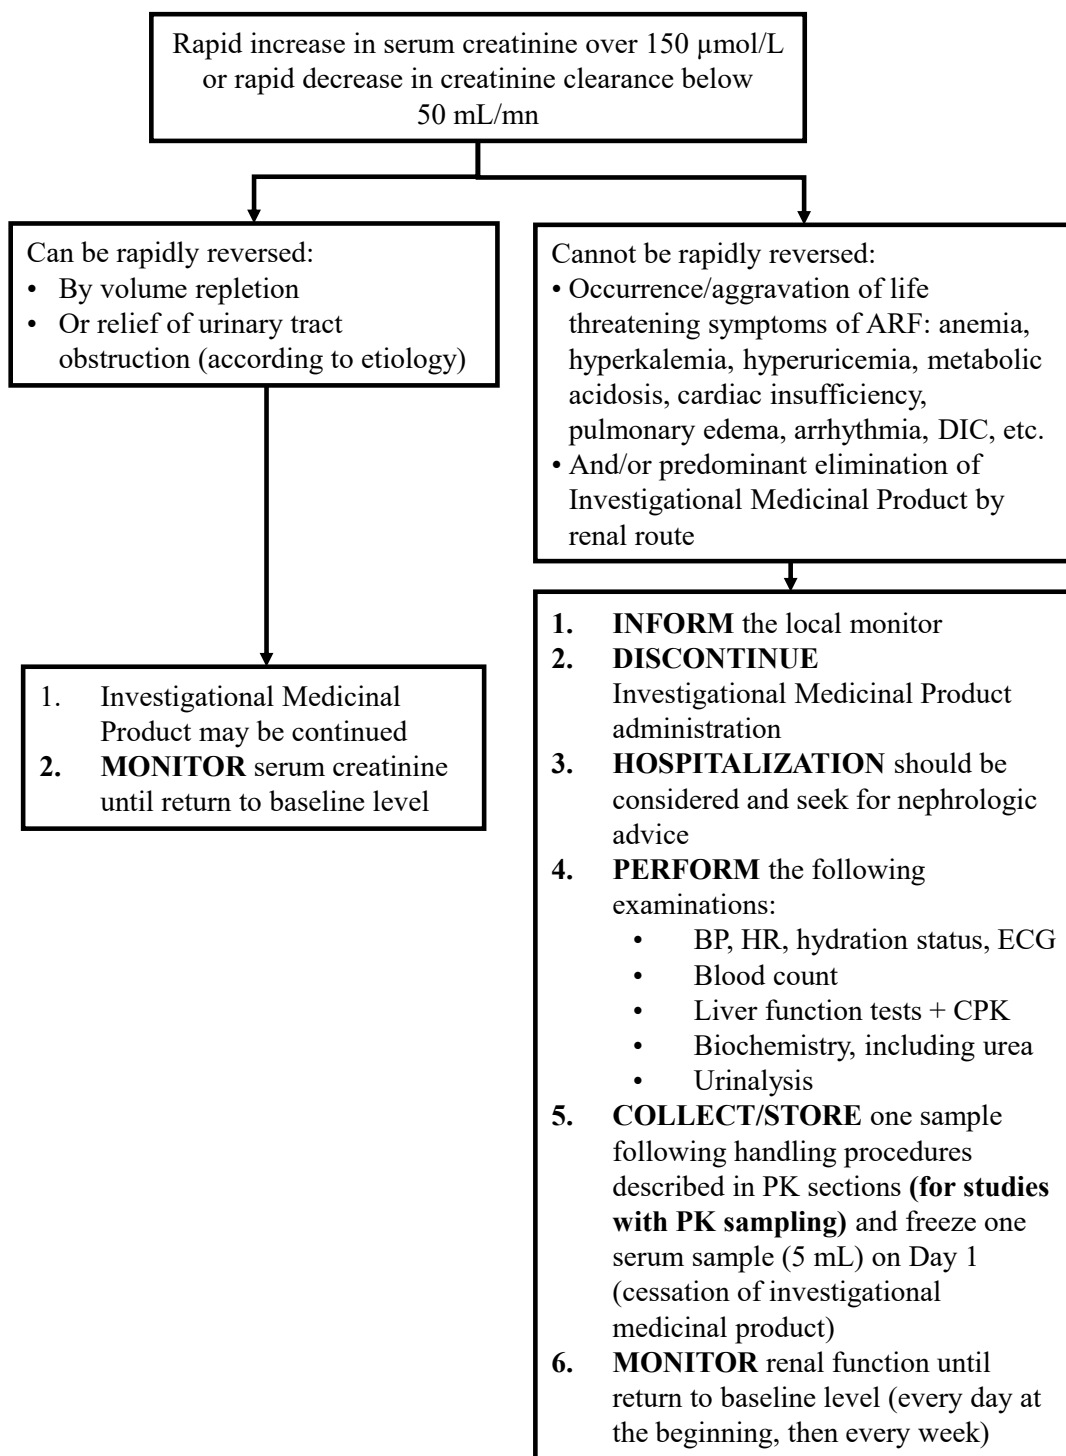 Rapid increase in serum creatinine over 150 µmol/L
or rapid decrease in creatinine clearance below
50 mL/mn
Can be rapidly reversed:
• By volume repletion
• Or relief of urinary tract
obstruction (according to etiology)
Cannot be rapidly reversed:
• Occurrence/aggravation of life
threatening symptoms of ARF: anemia,
hyperkalemia, hyperuricemia, metabolic
acidosis, cardiac insufficiency,
pulmonary edema, arrhythmia, DIC, etc.
• And/or predominant elimination of
Investigational Medicinal Product by
renal route
1. Investigational Medicinal
Product may be continued
2. MONITOR serum creatinine
until return to baseline level
1. INFORM the local monitor
2. DISCONTINUE
Investigational Medicinal Product
administration
3. HOSPITALIZATION should be
considered and seek for nephrologic
advice
4. PERFORM the following
examinations:
• BP, HR, hydration status, ECG
• Blood count
• Liver function tests + CPK
• Biochemistry, including urea
• Urinalysis
5. COLLECT/STORE one sample
following handling procedures
described in PK sections (for studies
with PK sampling) and freeze one
serum sample (5 mL) on Day 1
(cessation of investigational
medicinal product)
6. MONITOR renal function until
return to baseline level (every day at
the beginning, then every week)